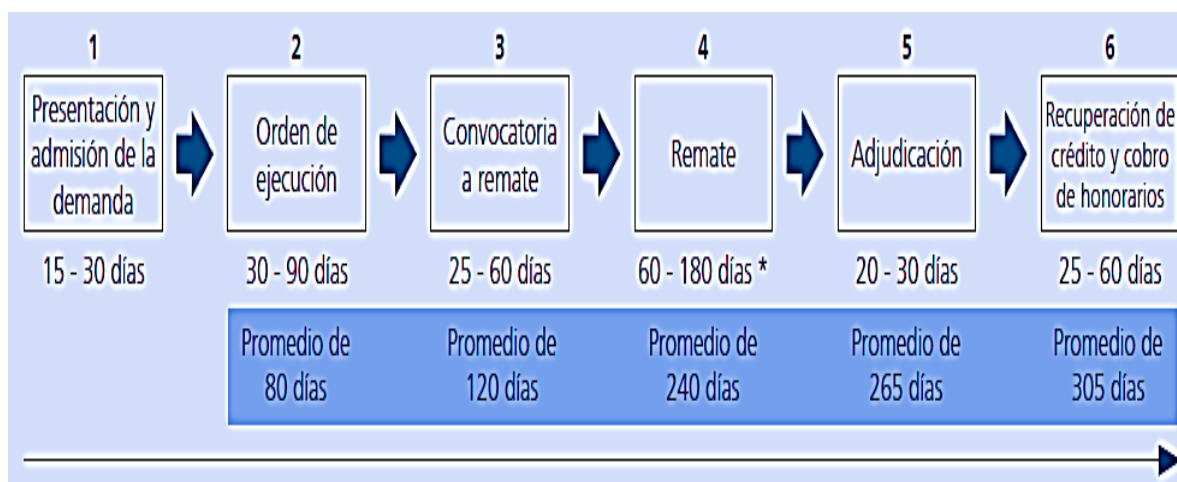 1
Presentación y
admisión de la
demanda
15 - 30 días
2
Orden de
ejecución
30 - 90 días
Promedio de
80 días
3
Convocatoria
a remate
25 - 60 días
Promedio de
120 días
4
Remate
60 - 180 días *
Promedio de
240 días
5
Adjudicación
20 - 30 días
Promedio de
265 días
6
Recuperación de
crédito y cobro
de honorarios
25 - 60 días
Promedio de
305 días